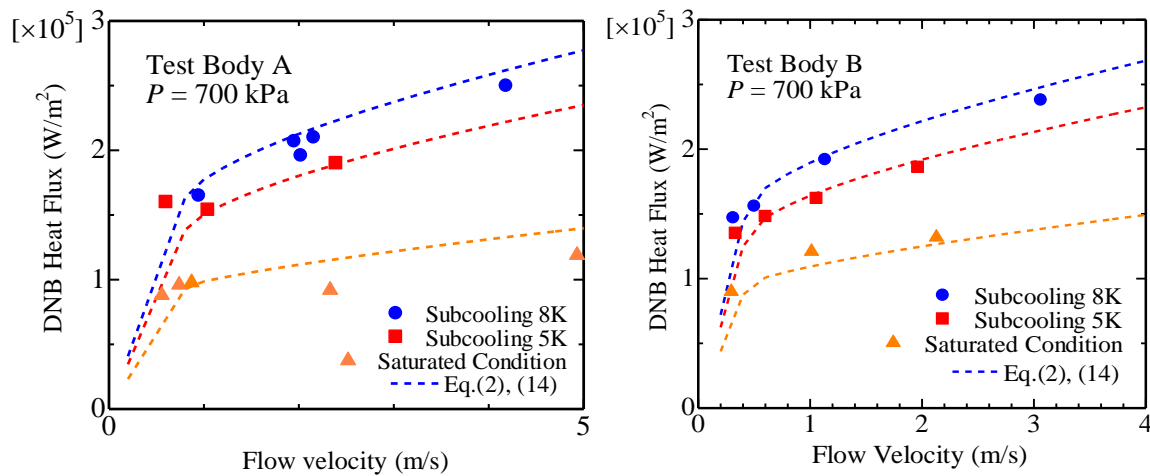 [×10⁵]
3
2
1
0
DNB Heat Flux (W/m²)
Test Body A
P = 700 kPa
Subcooling 8K
Subcooling 5K
Saturated Condition
Eq.(2), (14)
0
5
Flow velocity (m/s)
[×10⁵]
3
2
1
0
DNB Heat Flux (W/m²)
Test Body B
P = 700 kPa
Subcooling 8K
Subcooling 5K
Saturated Condition
Eq.(2), (14)
0 1 2 3 4
Flow Velocity (m/s)